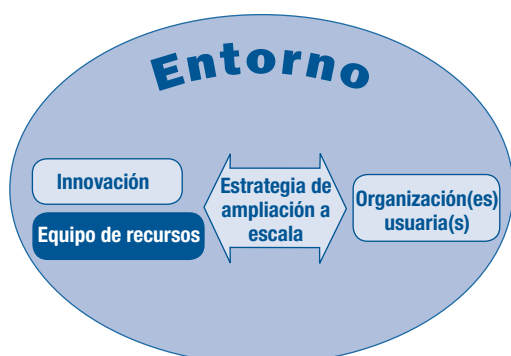 Entorno
Innovación
Equipo de recursos
Estrategia de
ampliación a
escala
Organización(es)
usuaria(s)